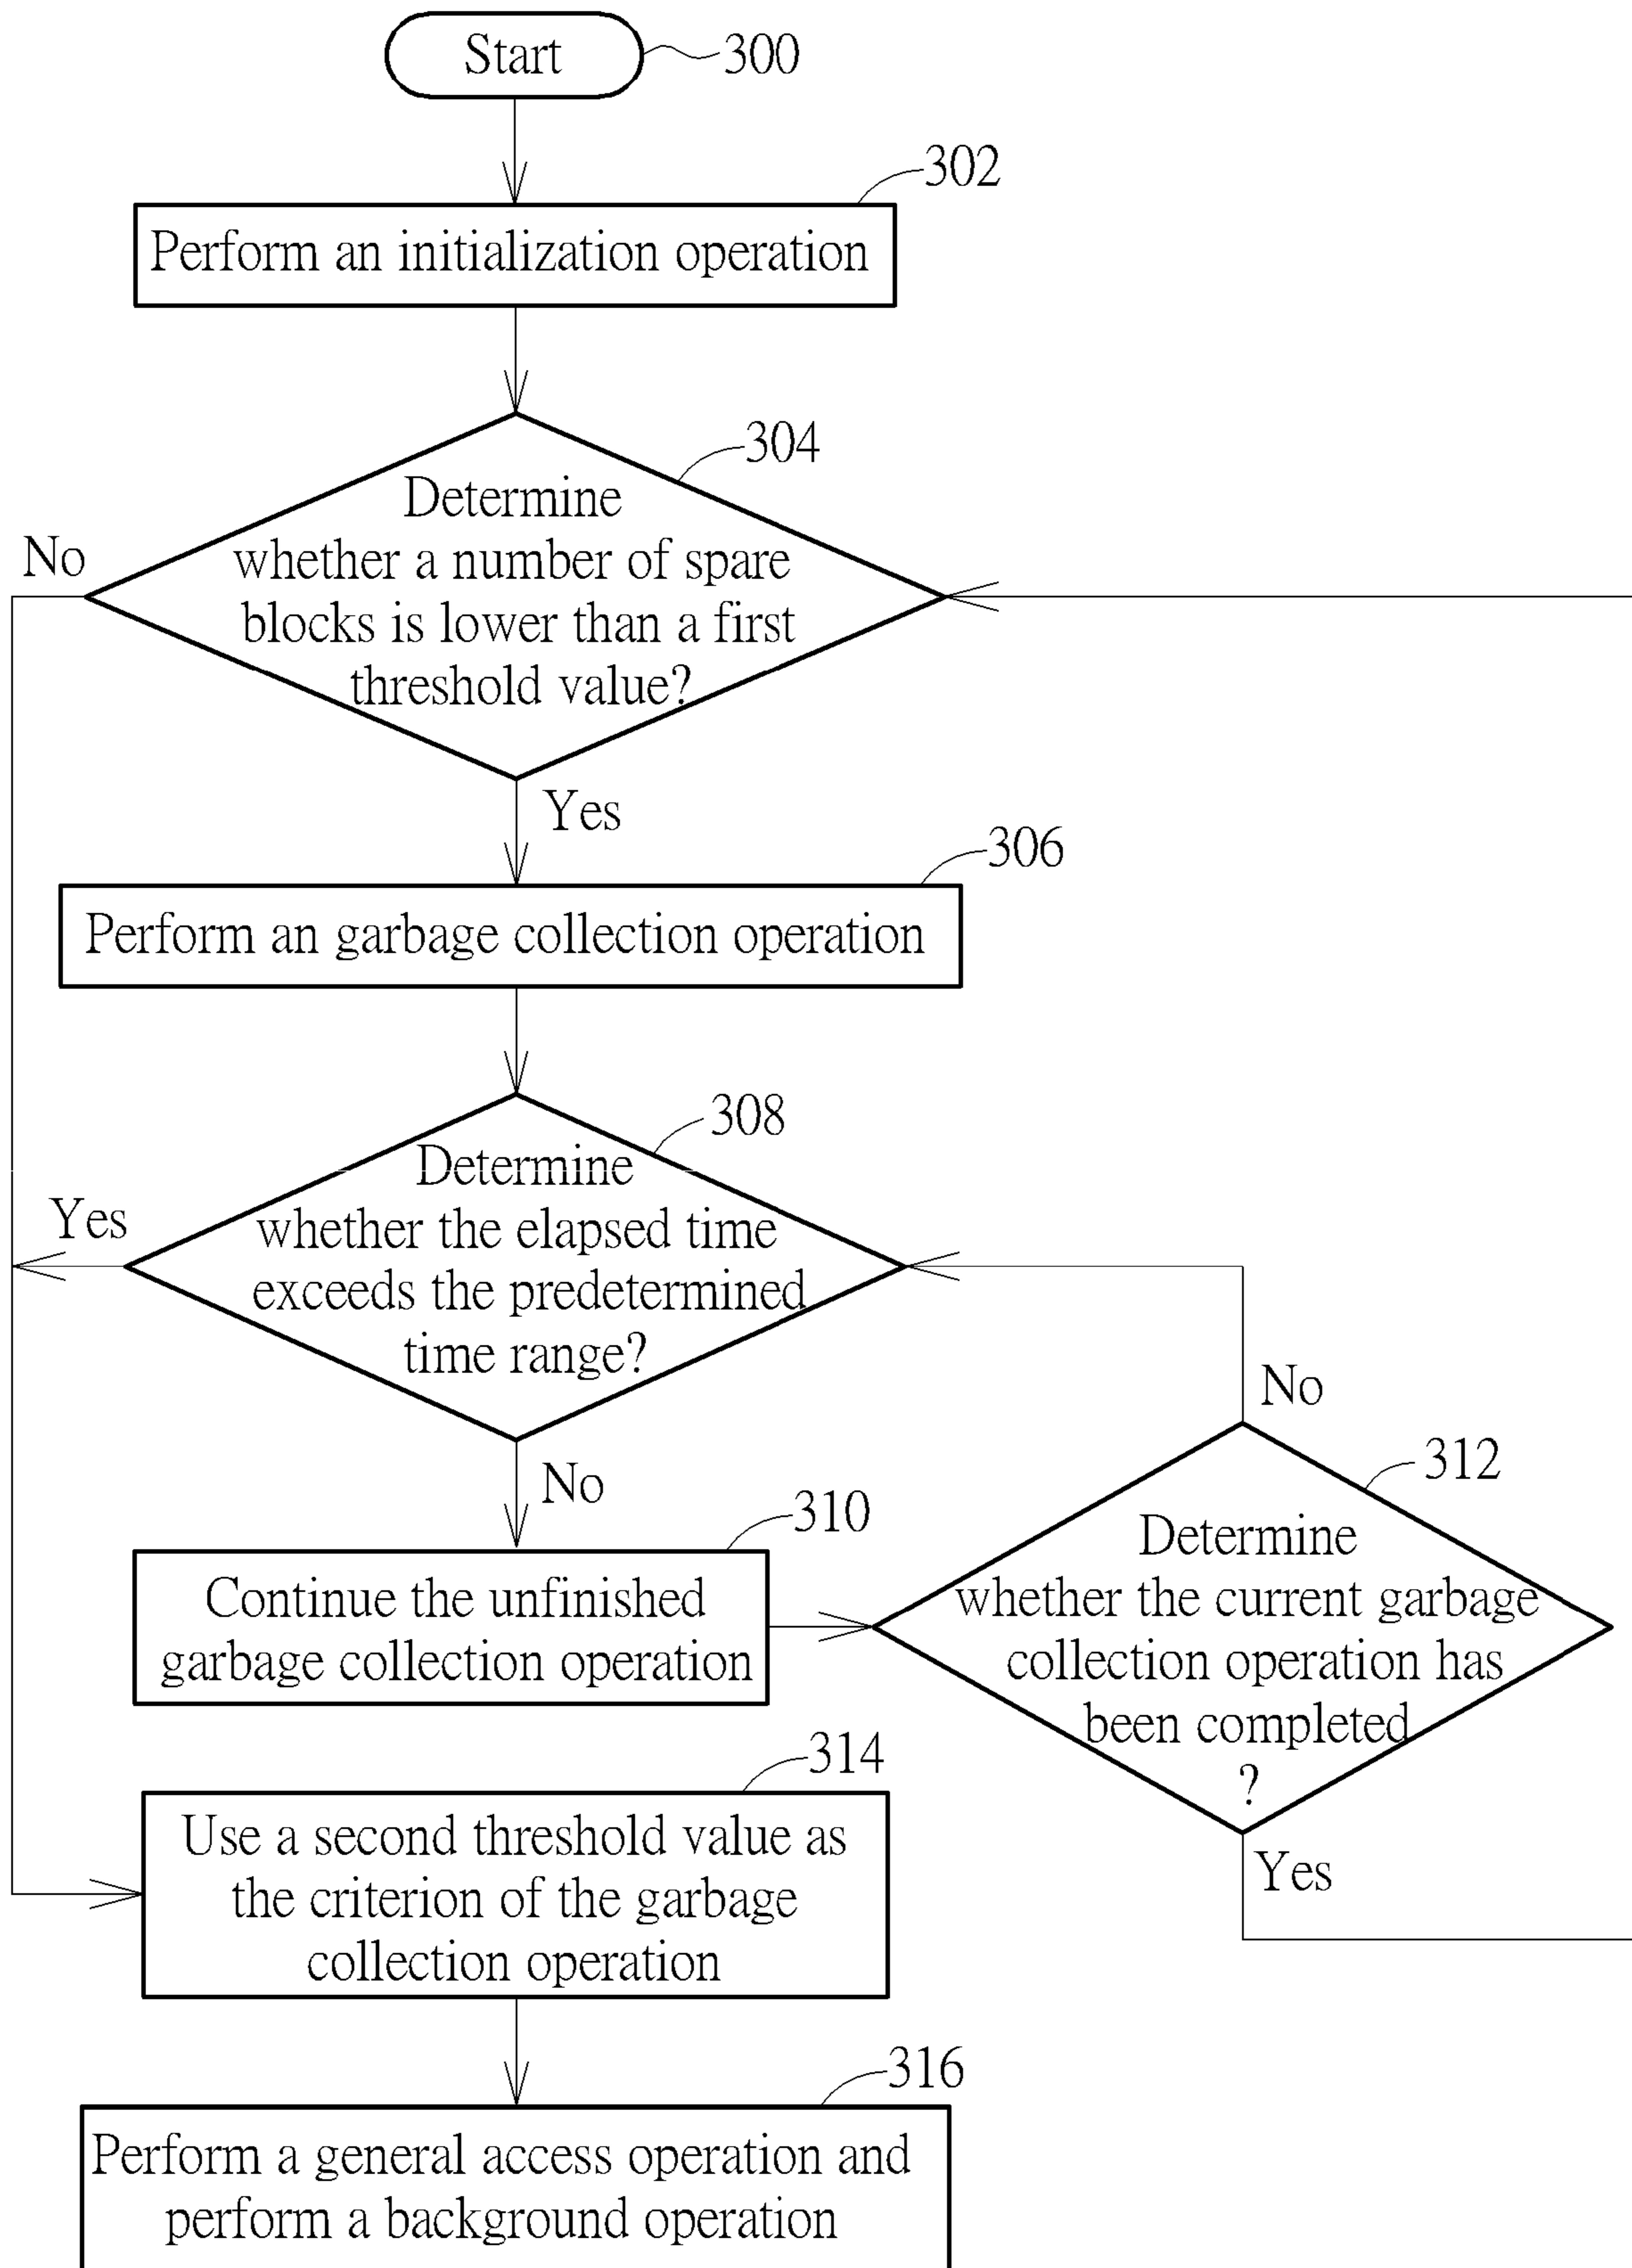 Start
300
302
Perform an initialization operation
304
Determine
whether a number of spare
blocks is lower than a first
threshold value?
No
Yes
306
Perform an garbage collection operation
308
Determine
whether the elapsed time
exceeds the predetermined
time range?
Yes
No
310
Continue the unfinished
garbage collection operation
No
312
Determine
whether the current garbage
collection operation has
been completed
?
Yes
314
Use a second threshold value as
the criterion of the garbage
collection operation
316
Perform a general access operation and
perform a background operation